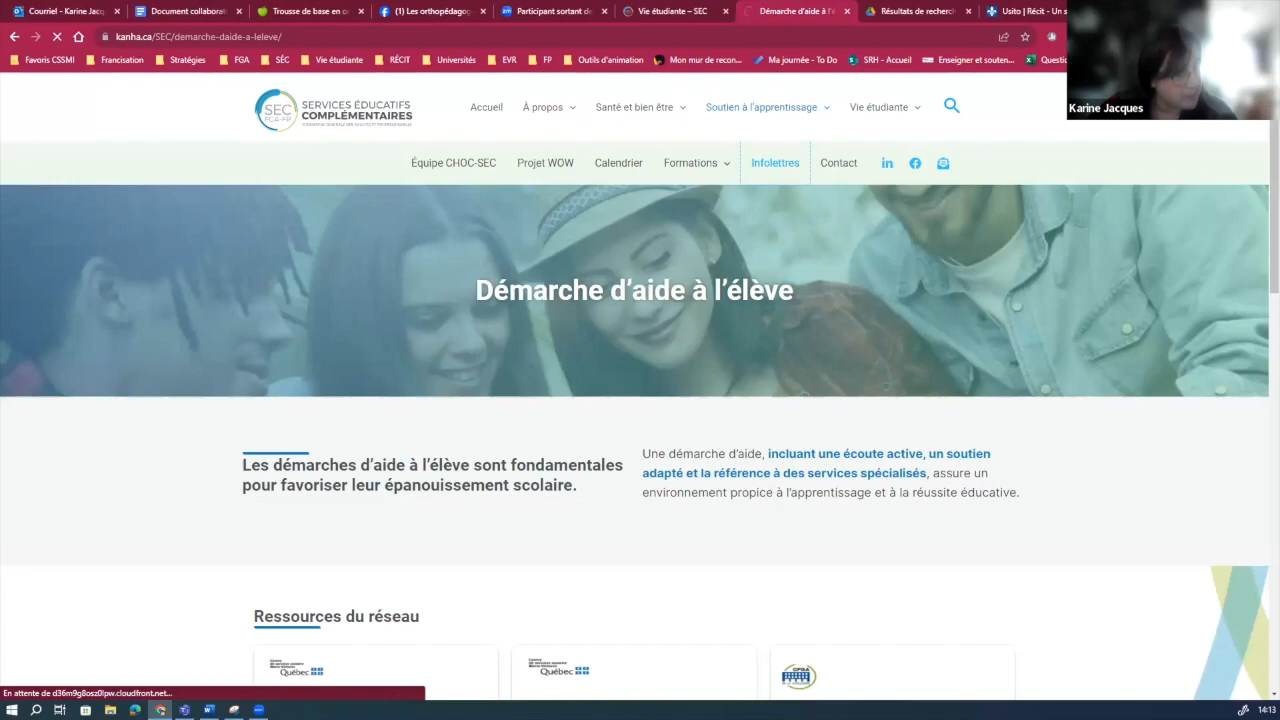 Courriel - Karine Jacq
Document collaborati
Trousse de base en o
(1) Les orthopédagog
Participant sortant de
Vie étudiante – SEC
Démarche d'aide à l'é
Résultats de recherch
Usito | Récit - Un s
kanha.ca/SEC/demarche-daide-a-leleve/
Favoris CSSMI
Francisation
Stratégies
FGA
SÉC
Vie étudiante
RÉCIT
Universités
EVR
FP
Outils d'animation
Mon mur de recon...
Ma journée - To Do
SRH - Accueil
Enseigner et souten...
Questio
Karine Jacques
SEC
FGA-FP
SERVICES ÉDUCATIFS
COMPLÉMENTAIRES
Accueil
À propos
Santé et bien être
Soutien à l'apprentissage
Vie étudiante
Équipe CHOC-SEC
Projet WOW
Calendrier
Formations
Infolettres
Contact
Démarche d'aide à l'élève
Les démarches d'aide à l'élève sont fondamentales
pour favoriser leur épanouissement scolaire.
Une démarche d'aide, incluant une écoute active, un soutien
adapté et la référence à des services spécialisés, assure un
environnement propice à l'apprentissage et à la réussite éducative.
Ressources du réseau
Québec
Québec
En attente de d36m9g8osz0lpw.cloudfront.net...
14:13